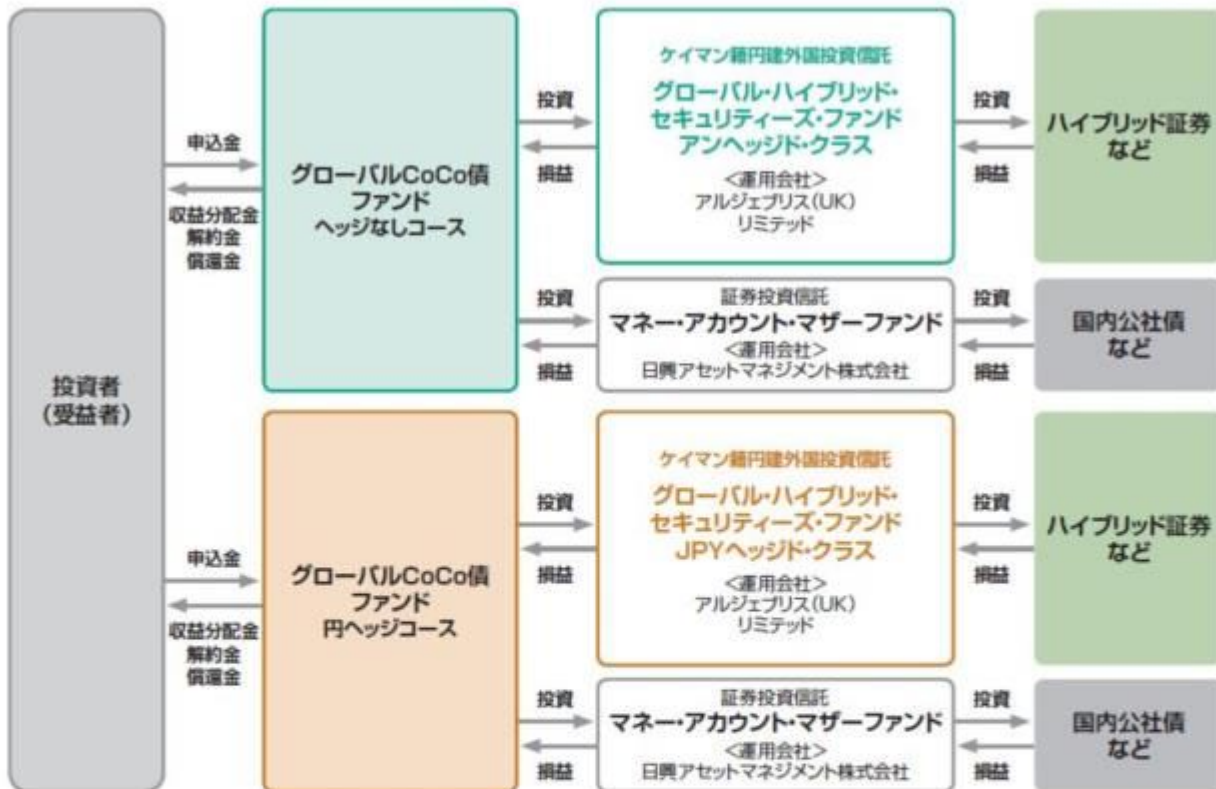 投資者
(受益者)
申込金
収益分配金
解約金
償還金
グローバルCoCo債
ファンド
ヘッジなしコース
投資
損益
ケイマン籍円建外国投資信託
グローバル・ハイブリッド・
セキュリティーズ・ファンド
アンヘッジド・クラス
<運用会社>
アルジェブリス(UK)
リミテッド
投資
損益
ハイブリッド証券
など
投資
損益
証券投資信託
マネー・アカウント・マザーファンド
<運用会社>
日興アセットマネジメント株式会社
投資
損益
国内公社債
など
申込金
収益分配金
解約金
償還金
グローバルCoCo債
ファンド
円ヘッジコース
投資
損益
ケイマン籍円建外国投資信託
グローバル・ハイブリッド・
セキュリティーズ・ファンド
JPYヘッジド・クラス
<運用会社>
アルジェブリス(UK)
リミテッド
投資
損益
ハイブリッド証券
など
投資
損益
証券投資信託
マネー・アカウント・マザーファンド
<運用会社>
日興アセットマネジメント株式会社
投資
損益
国内公社債
など